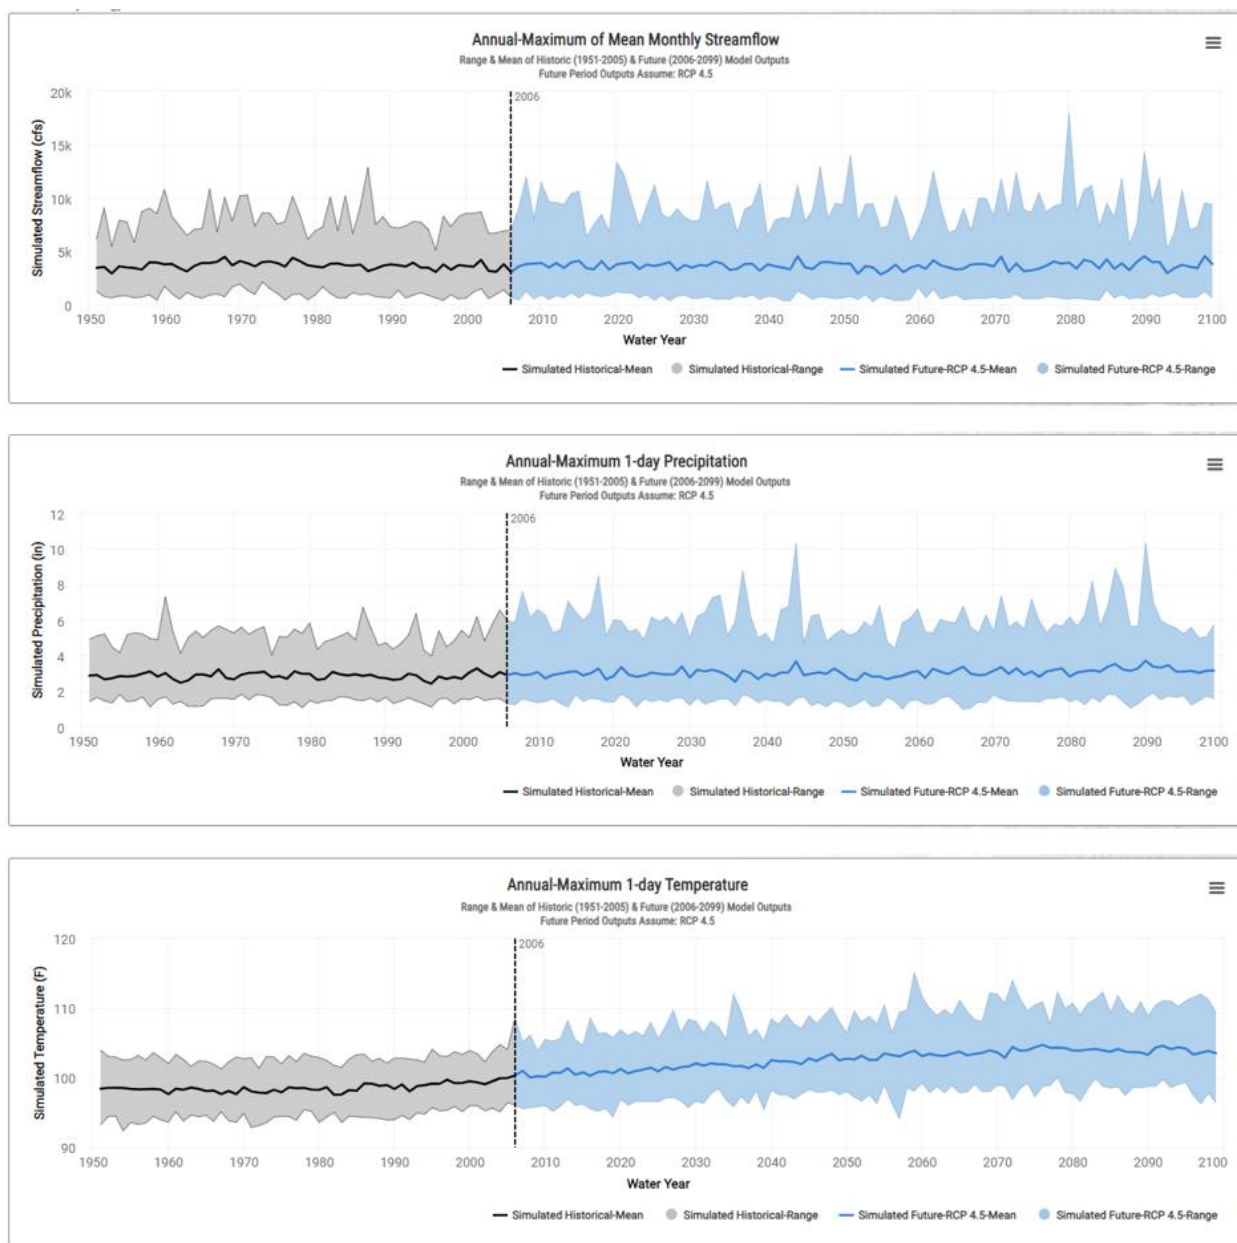 Annual-Maximum of Mean Monthly Streamflow
Range & Mean of Historic (1951-2005) & Future (2006-2099) Model Outputs
Future Period Outputs Assume: RCP 4.5
Simulated Streamflow (cfs)
20k
15k
10k
5k
0
2006
1950 1960 1970 1980 1990 2000 2010 2020 2030 2040 2050 2060 2070 2080 2090 2100
Water Year
Simulated Historical-Mean Simulated Historical-Range Simulated Future-RCP 4.5-Mean Simulated Future-RCP 4.5-Range
Annual-Maximum 1-day Precipitation
Range & Mean of Historic (1951-2005) & Future (2006-2099) Model Outputs
Future Period Outputs Assume: RCP 4.5
Simulated Precipitation (in)
12
10
8
6
4
2
0
2006
1950 1960 1970 1980 1990 2000 2010 2020 2030 2040 2050 2060 2070 2080 2090 2100
Water Year
Simulated Historical-Mean Simulated Historical-Range Simulated Future-RCP 4.5-Mean Simulated Future-RCP 4.5-Range
Annual-Maximum 1-day Temperature
Range & Mean of Historic (1951-2005) & Future (2006-2099) Model Outputs
Future Period Outputs Assume: RCP 4.5
Simulated Temperature (F)
120
110
100
90
2006
1950 1960 1970 1980 1990 2000 2010 2020 2030 2040 2050 2060 2070 2080 2090 2100
Water Year
Simulated Historical-Mean Simulated Historical-Range Simulated Future-RCP 4.5-Mean Simulated Future-RCP 4.5-Range